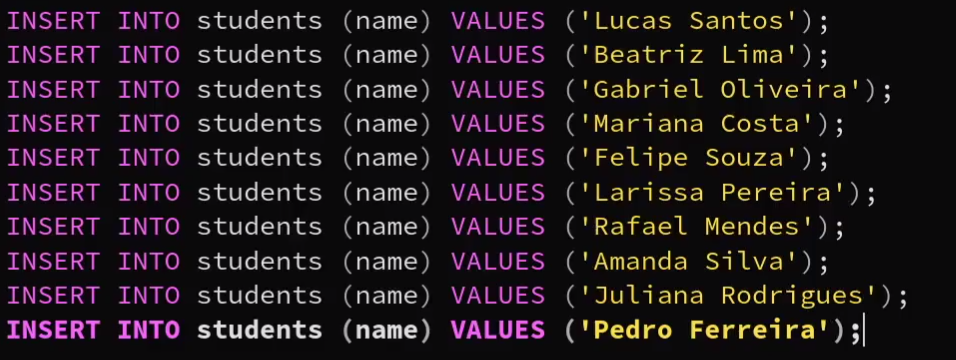 INSERT INTO students (name) VALUES ('Lucas Santos');
INSERT INTO students (name) VALUES ('Beatriz Lima');
INSERT INTO students (name) VALUES ('Gabriel Oliveira');
INSERT INTO students (name) VALUES ('Mariana Costa');
INSERT INTO students (name) VALUES ('Felipe Souza');
INSERT INTO students (name) VALUES ('Larissa Pereira');
INSERT INTO students (name) VALUES ('Rafael Mendes');
INSERT INTO students (name) VALUES ('Amanda Silva');
INSERT INTO students (name) VALUES ('Juliana Rodrigues');
INSERT INTO students (name) VALUES ('Pedro Ferreira');